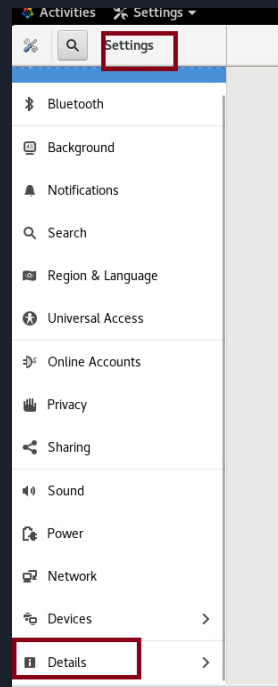 Activities Settings
Settings
Bluetooth
Background
Notifications
Search
Region & Language
Universal Access
Online Accounts
Privacy
Sharing
Sound
Power
Network
Devices
Details